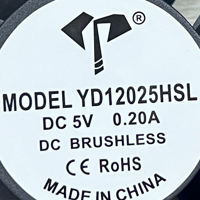 ®
MODEL YD12025HSL
DC 5V 0.20A
DC BRUSHLESS
CE RoHS
MADE IN CHINA